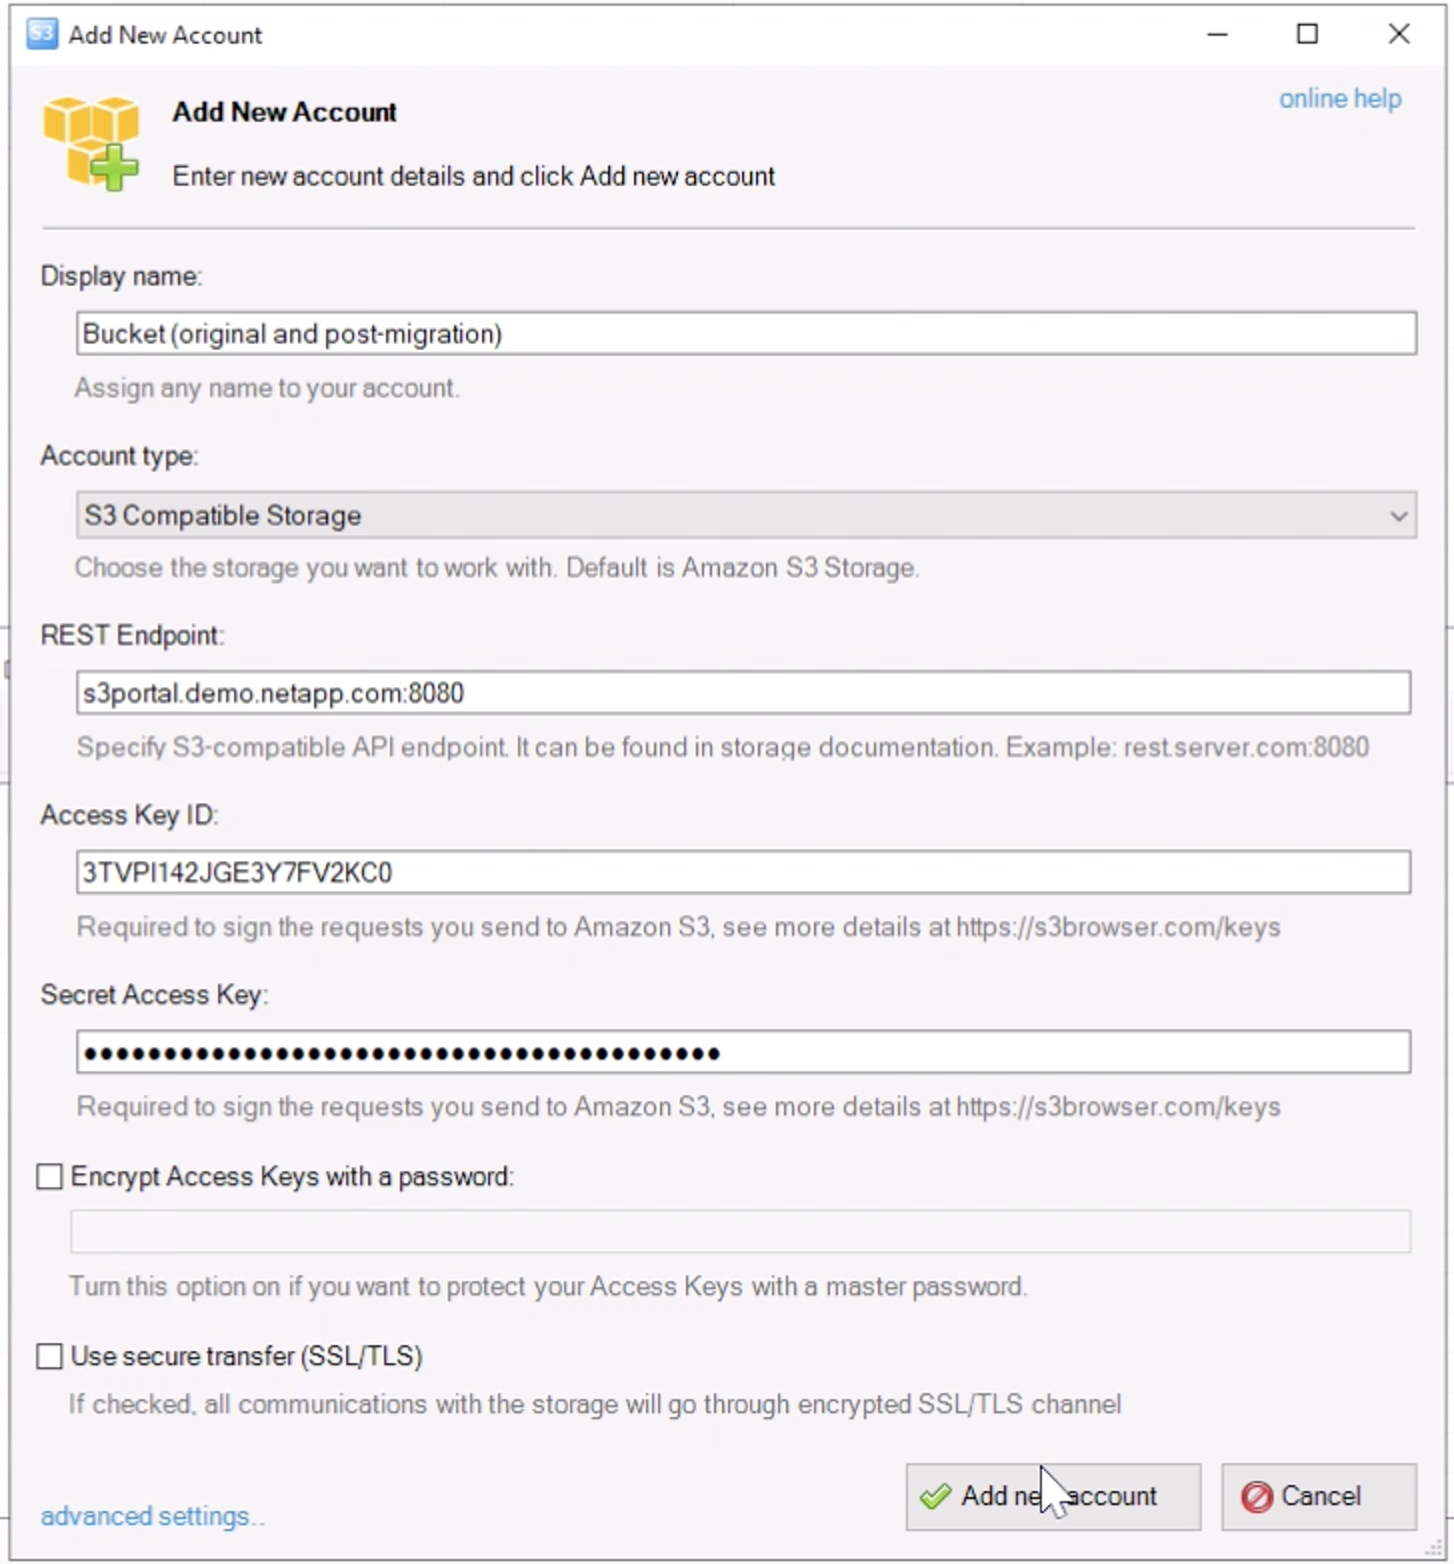 S3 Add New Account
Add New Account
online help
Enter new account details and click Add new account
Display name:
Bucket (original and post-migration)
Assign any name to your account.
Account type:
S3 Compatible Storage
Choose the storage you want to work with. Default is Amazon S3 Storage.
REST Endpoint:
s3portal.demo.netapp.com:8080
Specify S3-compatible API endpoint. It can be found in storage documentation. Example: rest.server.com:8080
Access Key ID:
3TVPI142JGE3Y7FV2KC0
Required to sign the requests you send to Amazon S3, see more details at https://s3browser.com/keys
Secret Access Key:
●●●●●●●●●●●●●●●●●●●●●●●●●●●●●●●●●●●●●●●●
Required to sign the requests you send to Amazon S3, see more details at https://s3browser.com/keys
Encrypt Access Keys with a password:
Turn this option on if you want to protect your Access Keys with a master password.
Use secure transfer (SSL/TLS)
If checked, all communications with the storage will go through encrypted SSL/TLS channel
Add new account
Cancel
advanced settings..